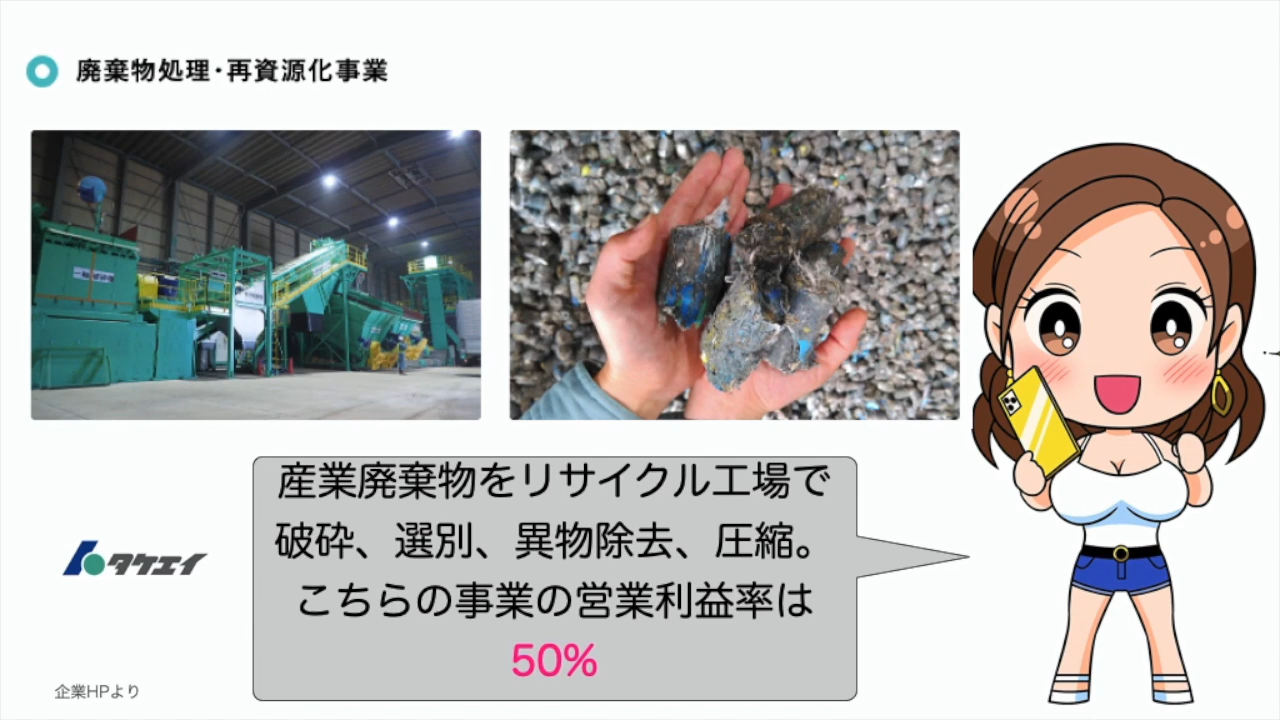 廃棄物処理・再資源化事業
産業廃棄物をリサイクル工場で
破砕、選別、異物除去、圧縮。
こちらの事業の営業利益率は
50%
タケエイ
企業HPより